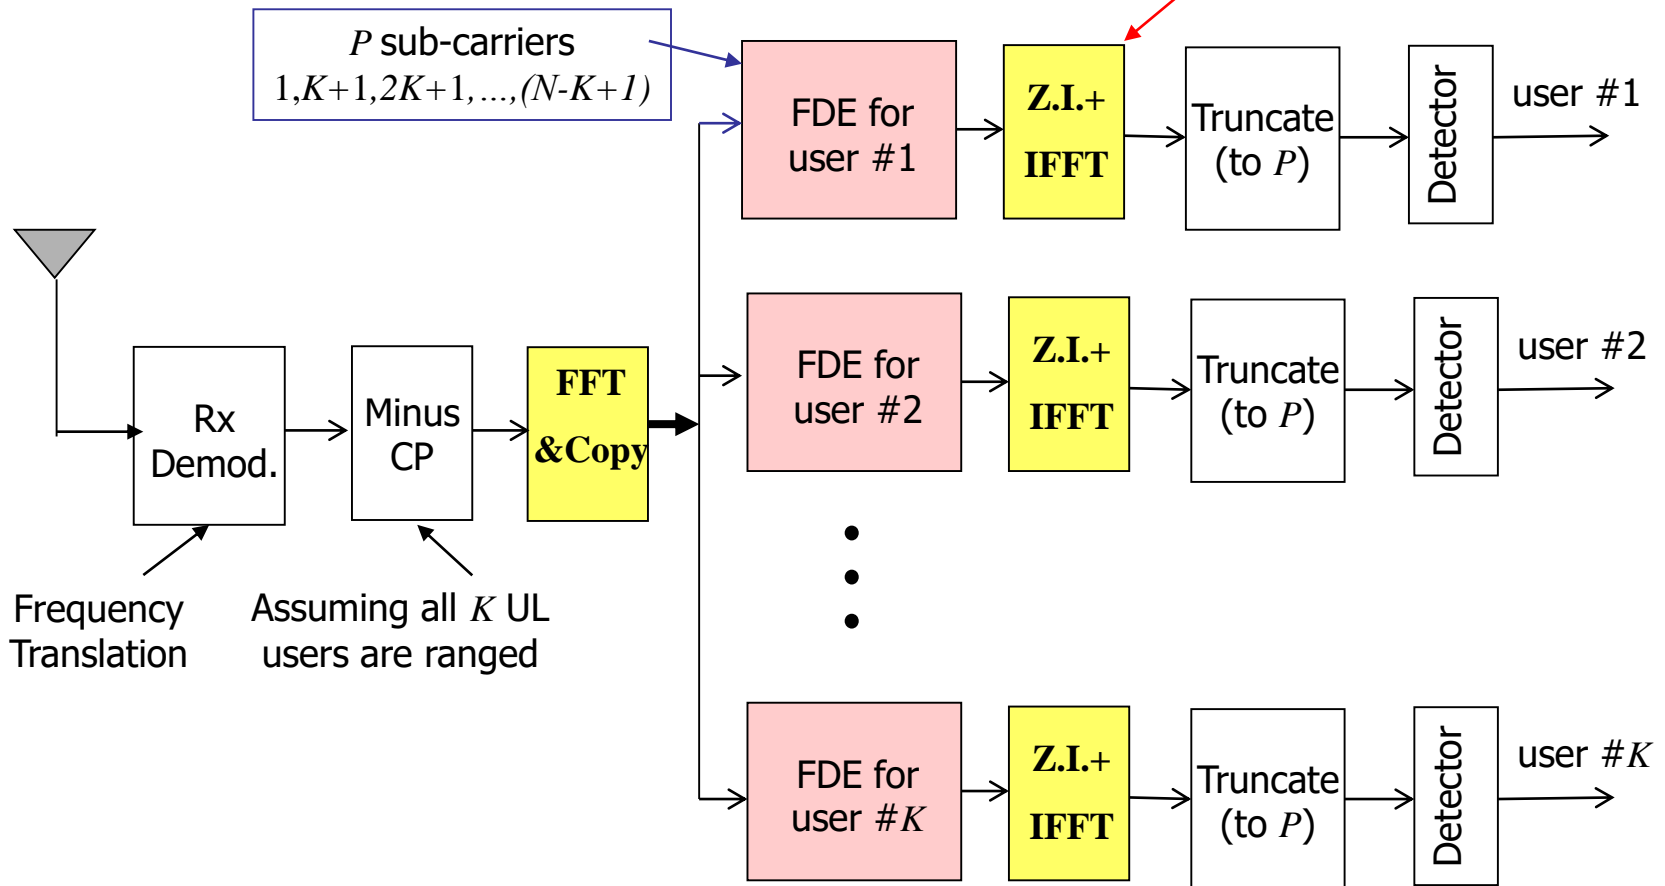 P sub-carriers
1,K+1,2K+1,...,(N-K+1)
FDE for
user #1
Z.I.+
IFFT
Truncate
(to P)
Detector
user #1
FDE for
user #2
Z.I.+
IFFT
Truncate
(to P)
Detector
user #2
Rx
Demod.
Minus
CP
FFT
&Copy
Frequency
Translation
Assuming all K UL
users are ranged
FDE for
user #K
Z.I.+
IFFT
Truncate
(to P)
Detector
user #K